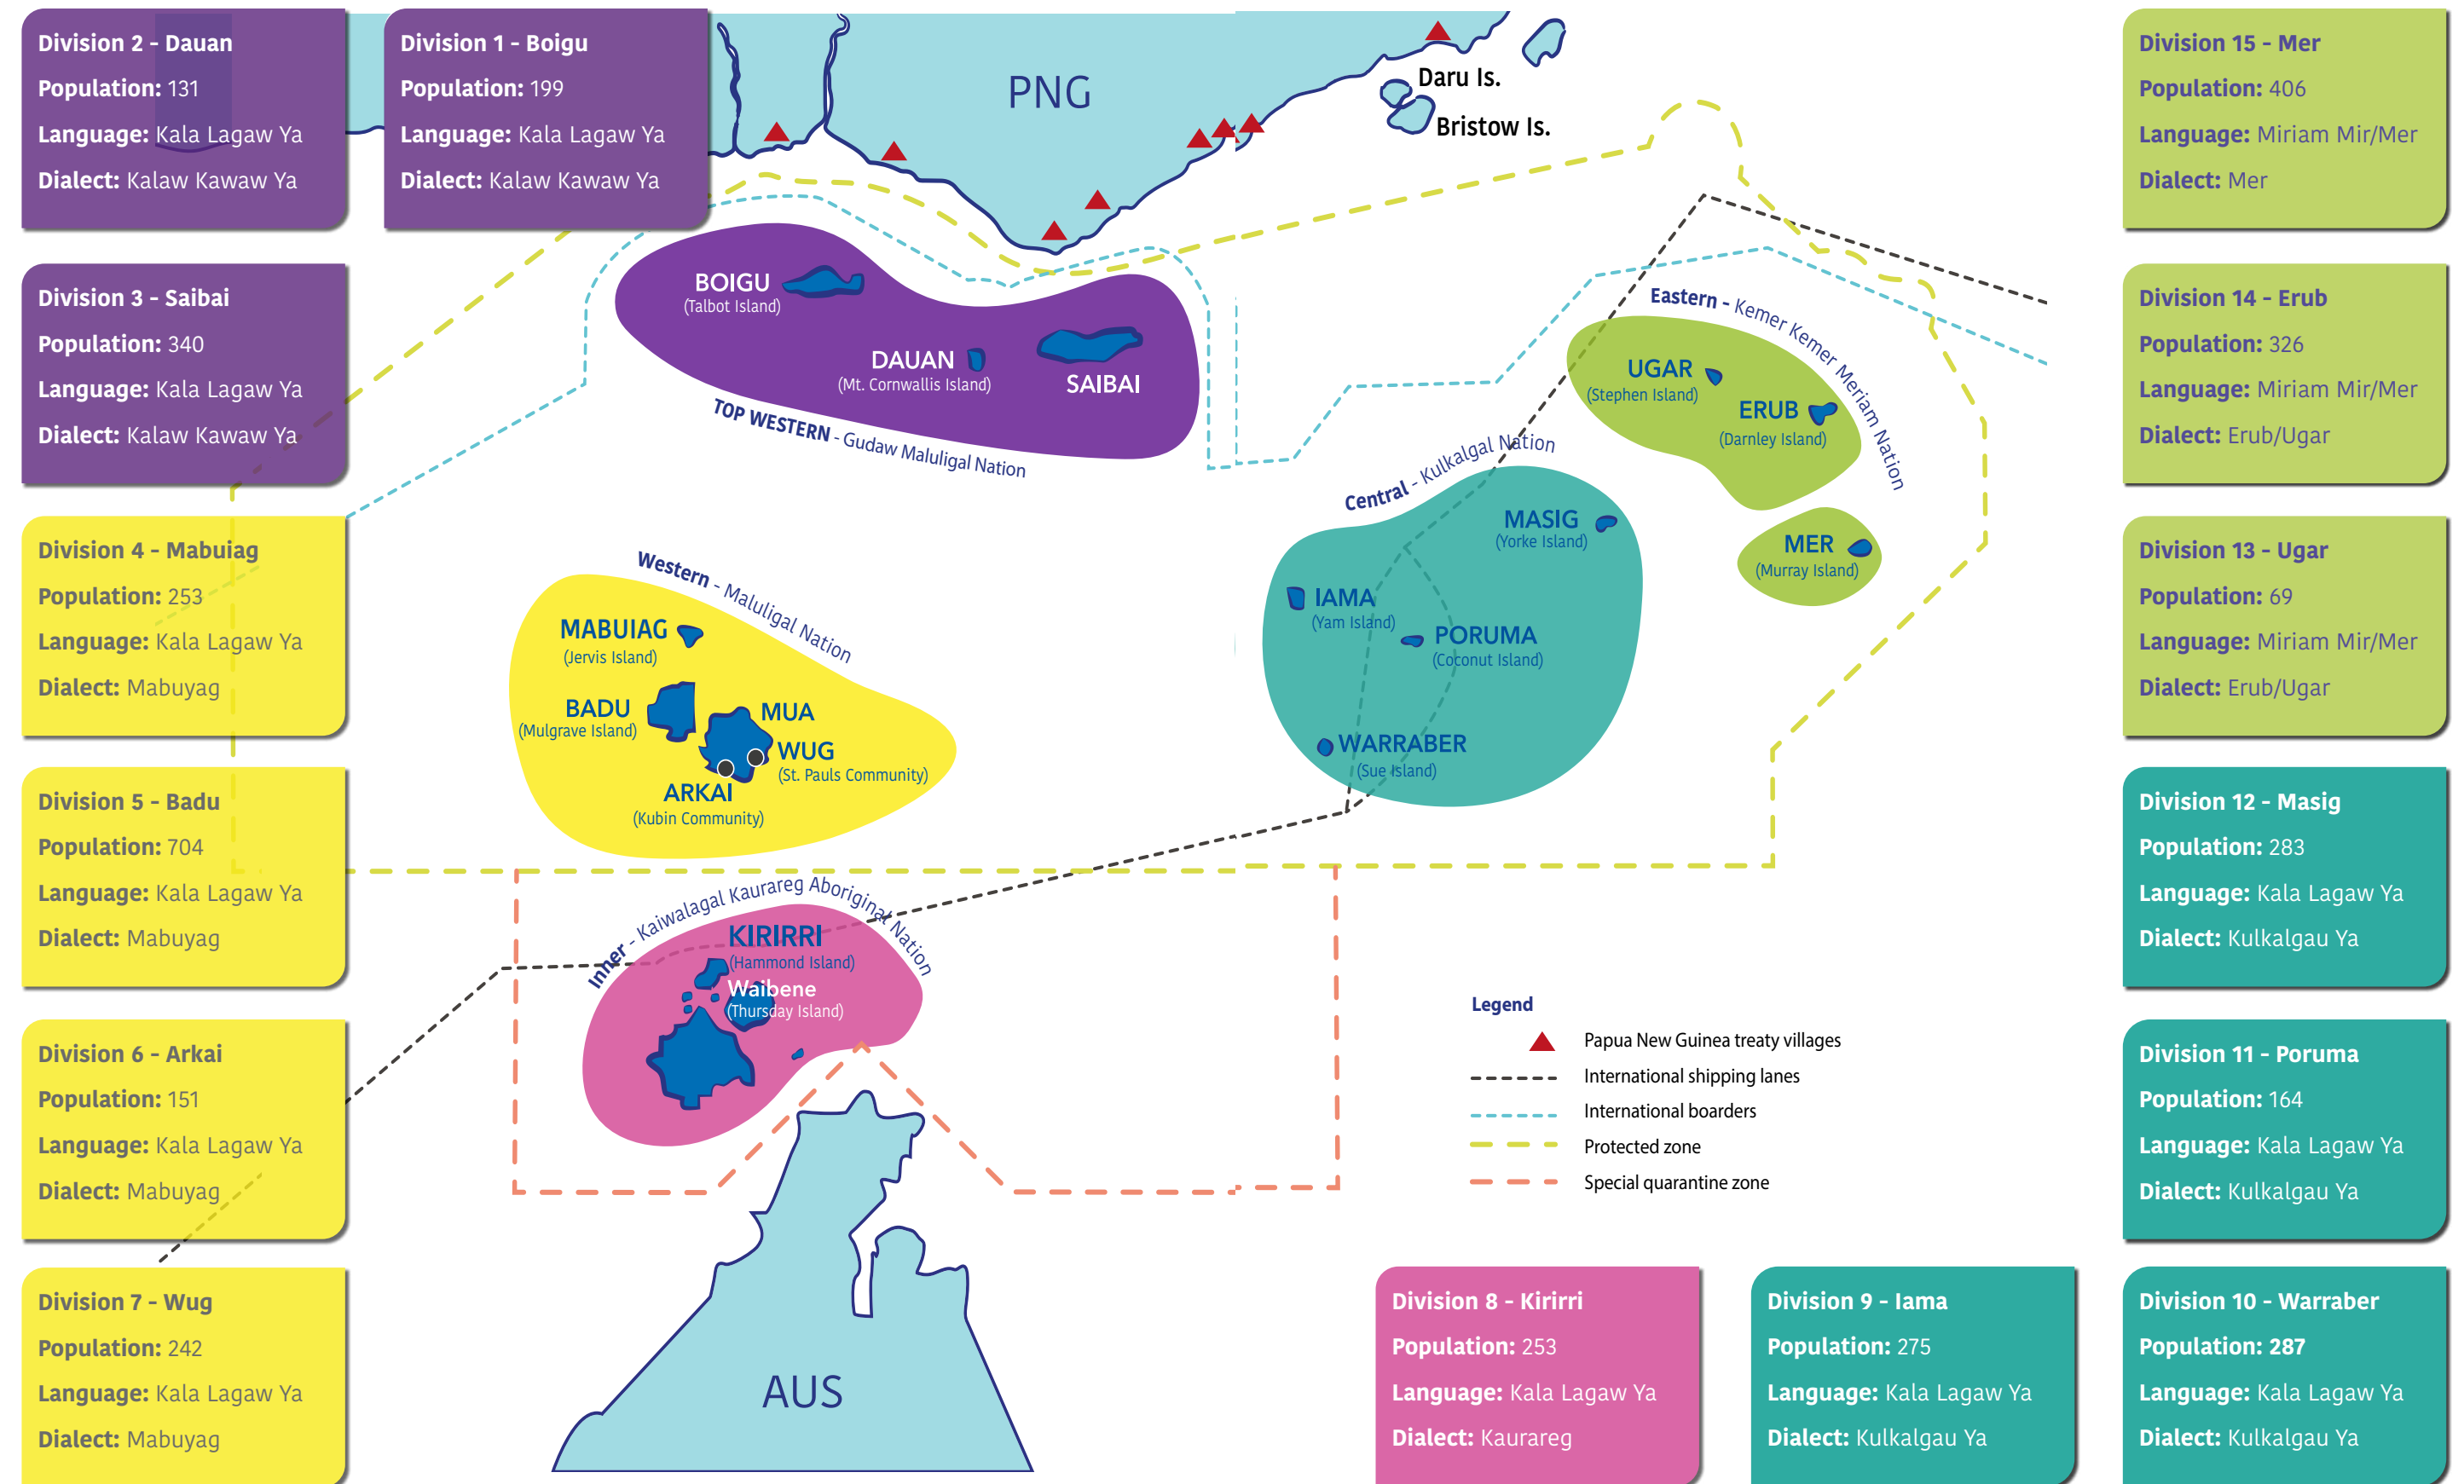 Division 2 - Dauan
Population: 131
Language: Kala Lagaw Ya
Dialect: Kalaw Kawaw Ya
Division 1 - Boigu
Population: 199
Language: Kala Lagaw Ya
Dialect: Kalaw Kawaw Ya
Division 3 - Saibai
Population: 340
Language: Kala Lagaw Ya
Dialect: Kalaw Kawaw Ya
Division 4 - Mabuiag
Population: 253
Language: Kala Lagaw Ya
Dialect: Mabuyag
Division 5 - Badu
Population: 704
Language: Kala Lagaw Ya
Dialect: Mabuyag
Division 6 - Arkai
Population: 151
Language: Kala Lagaw Ya
Dialect: Mabuyag
Division 7 - Wug
Population: 242
Language: Kala Lagaw Ya
Dialect: Mabuyag
PNG
Daru Is.
Bristow Is.
BOIGU
(Talbot Island)
DAUAN
(Mt. Cornwallis Island)
SAIBAI
TOP WESTERN - Gudaw Maluligal Nation
Eastern - Kemer Kemer Meriam Nation
UGAR
(Stephen Island)
ERUB
(Darnley Island)
MER
(Murray Island)
Central - Kulkalgal Nation
MASIG
(Yorke Island)
IAMA
(Yam Island)
PORUMA
(Coconut Island)
WARRABER
(Sue Island)
Western - Maluligal Nation
MABUIAG
(Jervis Island)
BADU
(Mulgrave Island)
MUA
WUG
(St. Pauls Community)
ARKAI
(Kubin Community)
Inner - Kaiwalagal Kaurareg Aboriginal Nation
KIRIRRI
(Hammond Island)
Waibene
(Thursday Island)
AUS
Legend
Papua New Guinea treaty villages
International shipping lanes
International boarders
Protected zone
Special quarantine zone
Division 15 - Mer
Population: 406
Language: Miriam Mir/Mer
Dialect: Mer
Division 14 - Erub
Population: 326
Language: Miriam Mir/Mer
Dialect: Erub/Ugar
Division 13 - Ugar
Population: 69
Language: Miriam Mir/Mer
Dialect: Erub/Ugar
Division 12 - Masig
Population: 283
Language: Kala Lagaw Ya
Dialect: Kulkalgau Ya
Division 11 - Poruma
Population: 164
Language: Kala Lagaw Ya
Dialect: Kulkalgau Ya
Division 8 - Kirirri
Population: 253
Language: Kala Lagaw Ya
Dialect: Kaurareg
Division 9 - Iama
Population: 275
Language: Kala Lagaw Ya
Dialect: Kulkalgau Ya
Division 10 - Warraber
Population: 287
Language: Kala Lagaw Ya
Dialect: Kulkalgau Ya